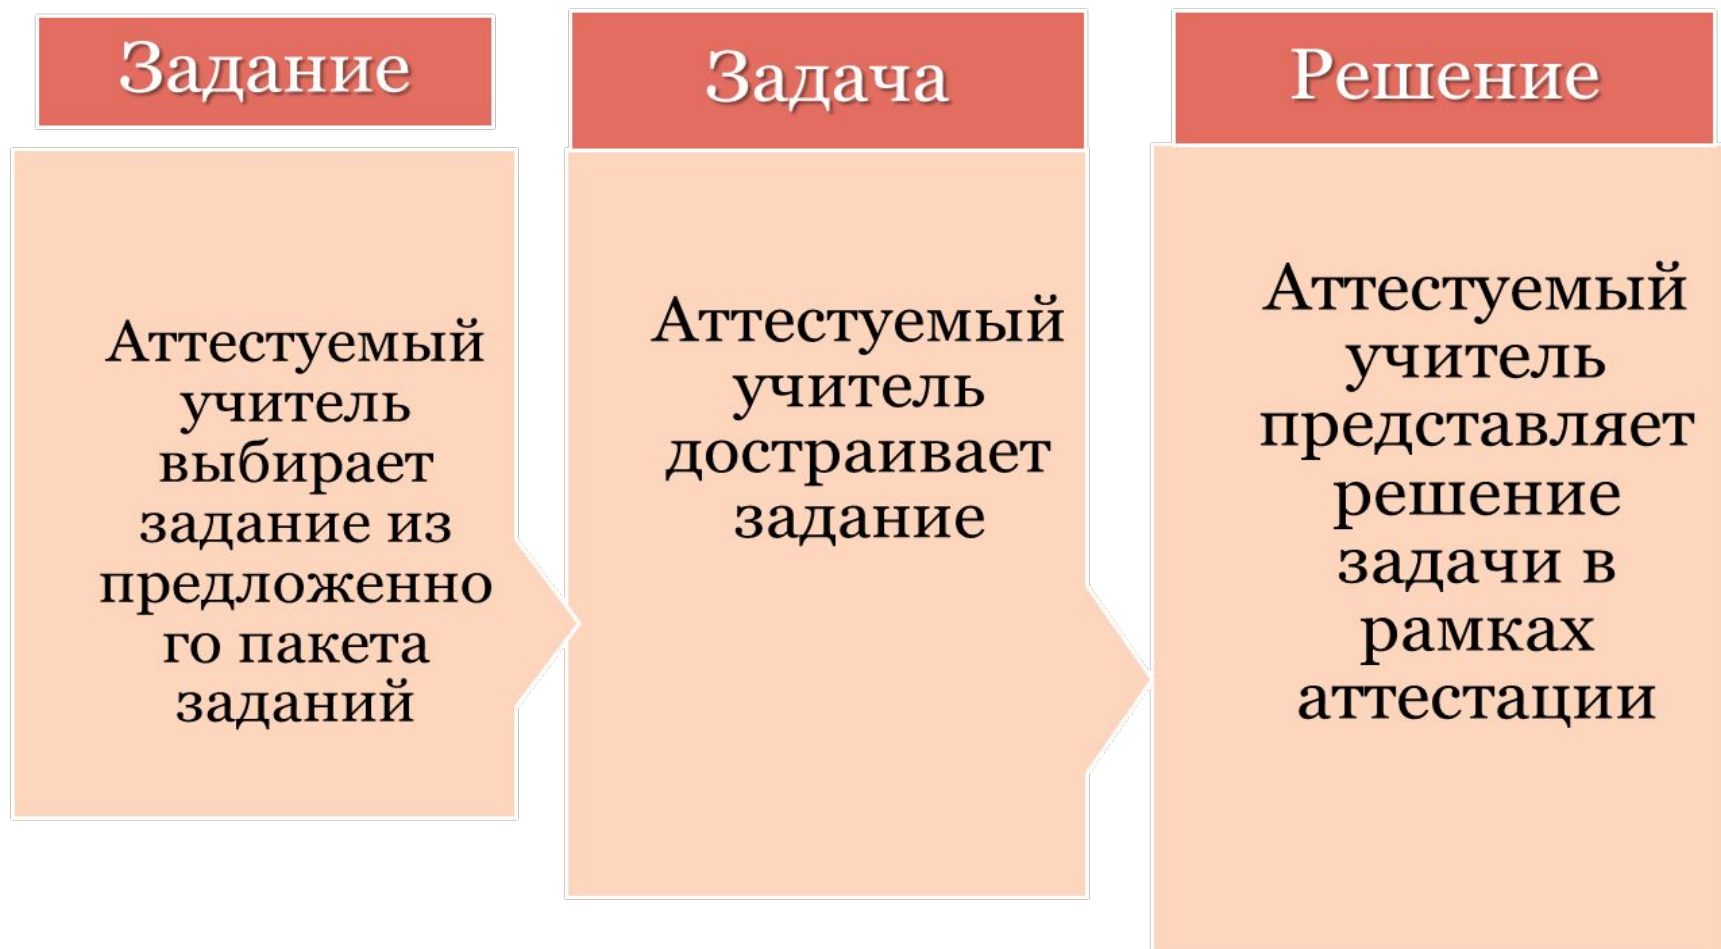 Задание
Аттестуемый
учитель
выбирает
задание из
предложенно
го пакета
заданий
Задача
Аттестуемый
учитель
достраивает
задание
Решение
Аттестуемый
учитель
представляет
решение
задачи в
рамках
аттестации